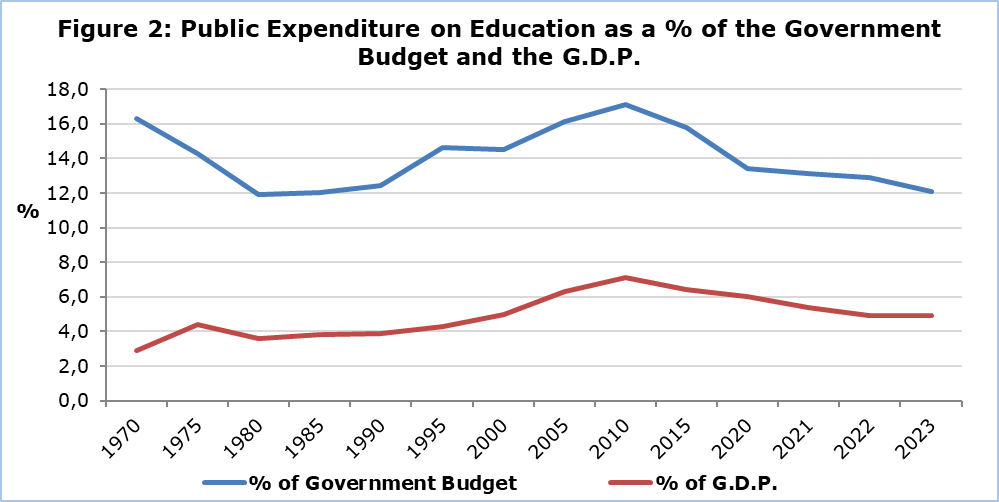 Figure 2: Public Expenditure on Education as a % of the Government
Budget and the G.D.P.
18,0
16,0
14,0
12,0
%
10,0
8,0
6,0
4,0
2,0
0,0
1970 1975 1980 1985 1990 1995 2000 2005 2010 2015 2020 2021 2022 2023
% of Government Budget % of G.D.P.